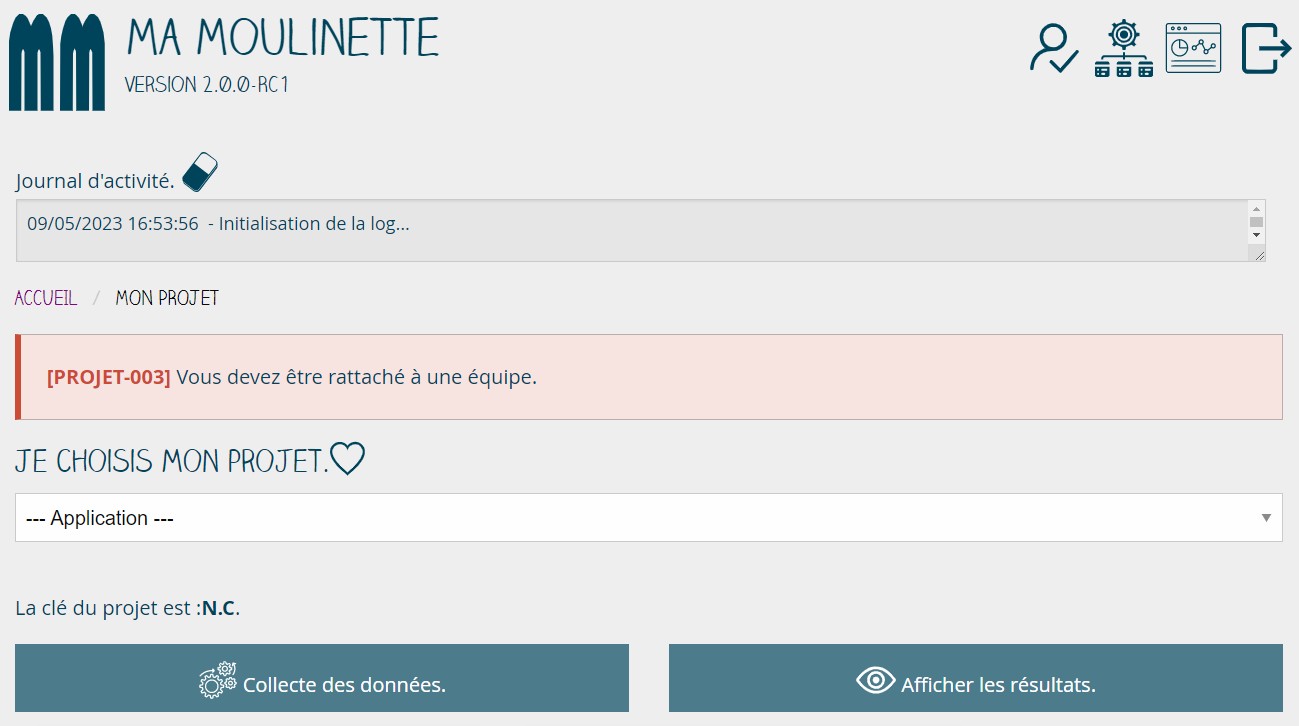 MA MOULINETTE
VERSION 2.0.0-RC1
Journal d'activité.
09/05/2023 16:53:56 - Initialisation de la log...
ACCUEIL / MON PROJET
[PROJET-003] Vous devez être rattaché à une équipe.
JE CHOISIS MON PROJET.
--- Application ---
La clé du projet est :N.C.
Collecte des données.
Afficher les résultats.